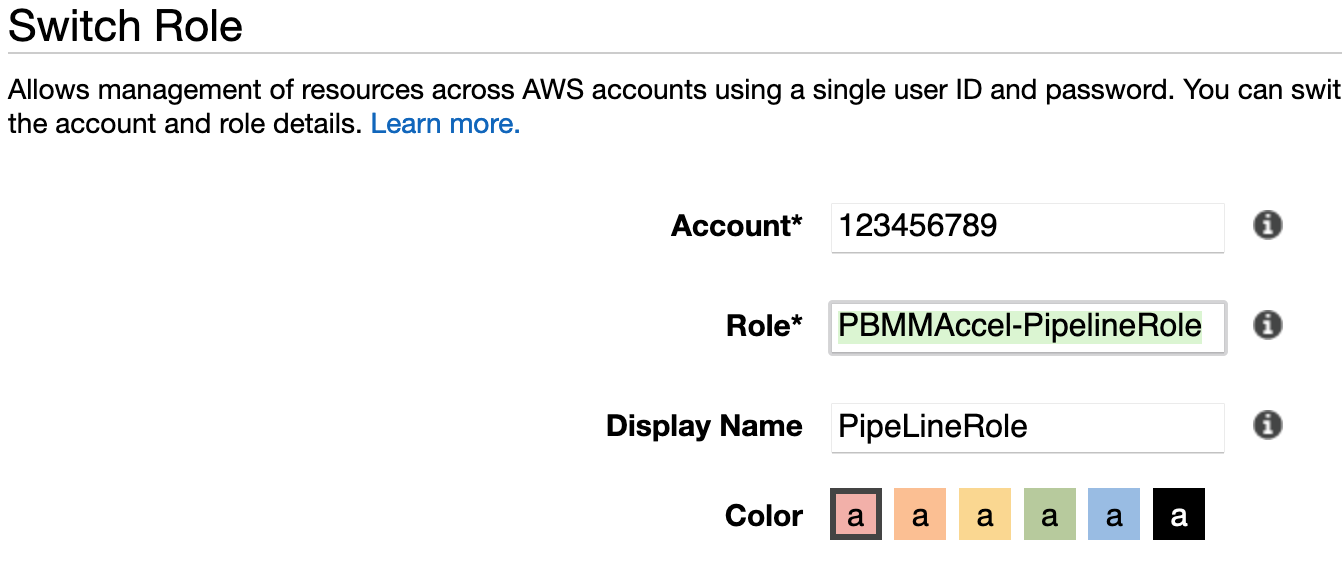 Switch Role
Allows management of resources across AWS accounts using a single user ID and password. You can swit
the account and role details. Learn more.
Account* 123456789
Role* PBMMAccel-PipelineRole
Display Name PipeLineRole
Color a a a a a a